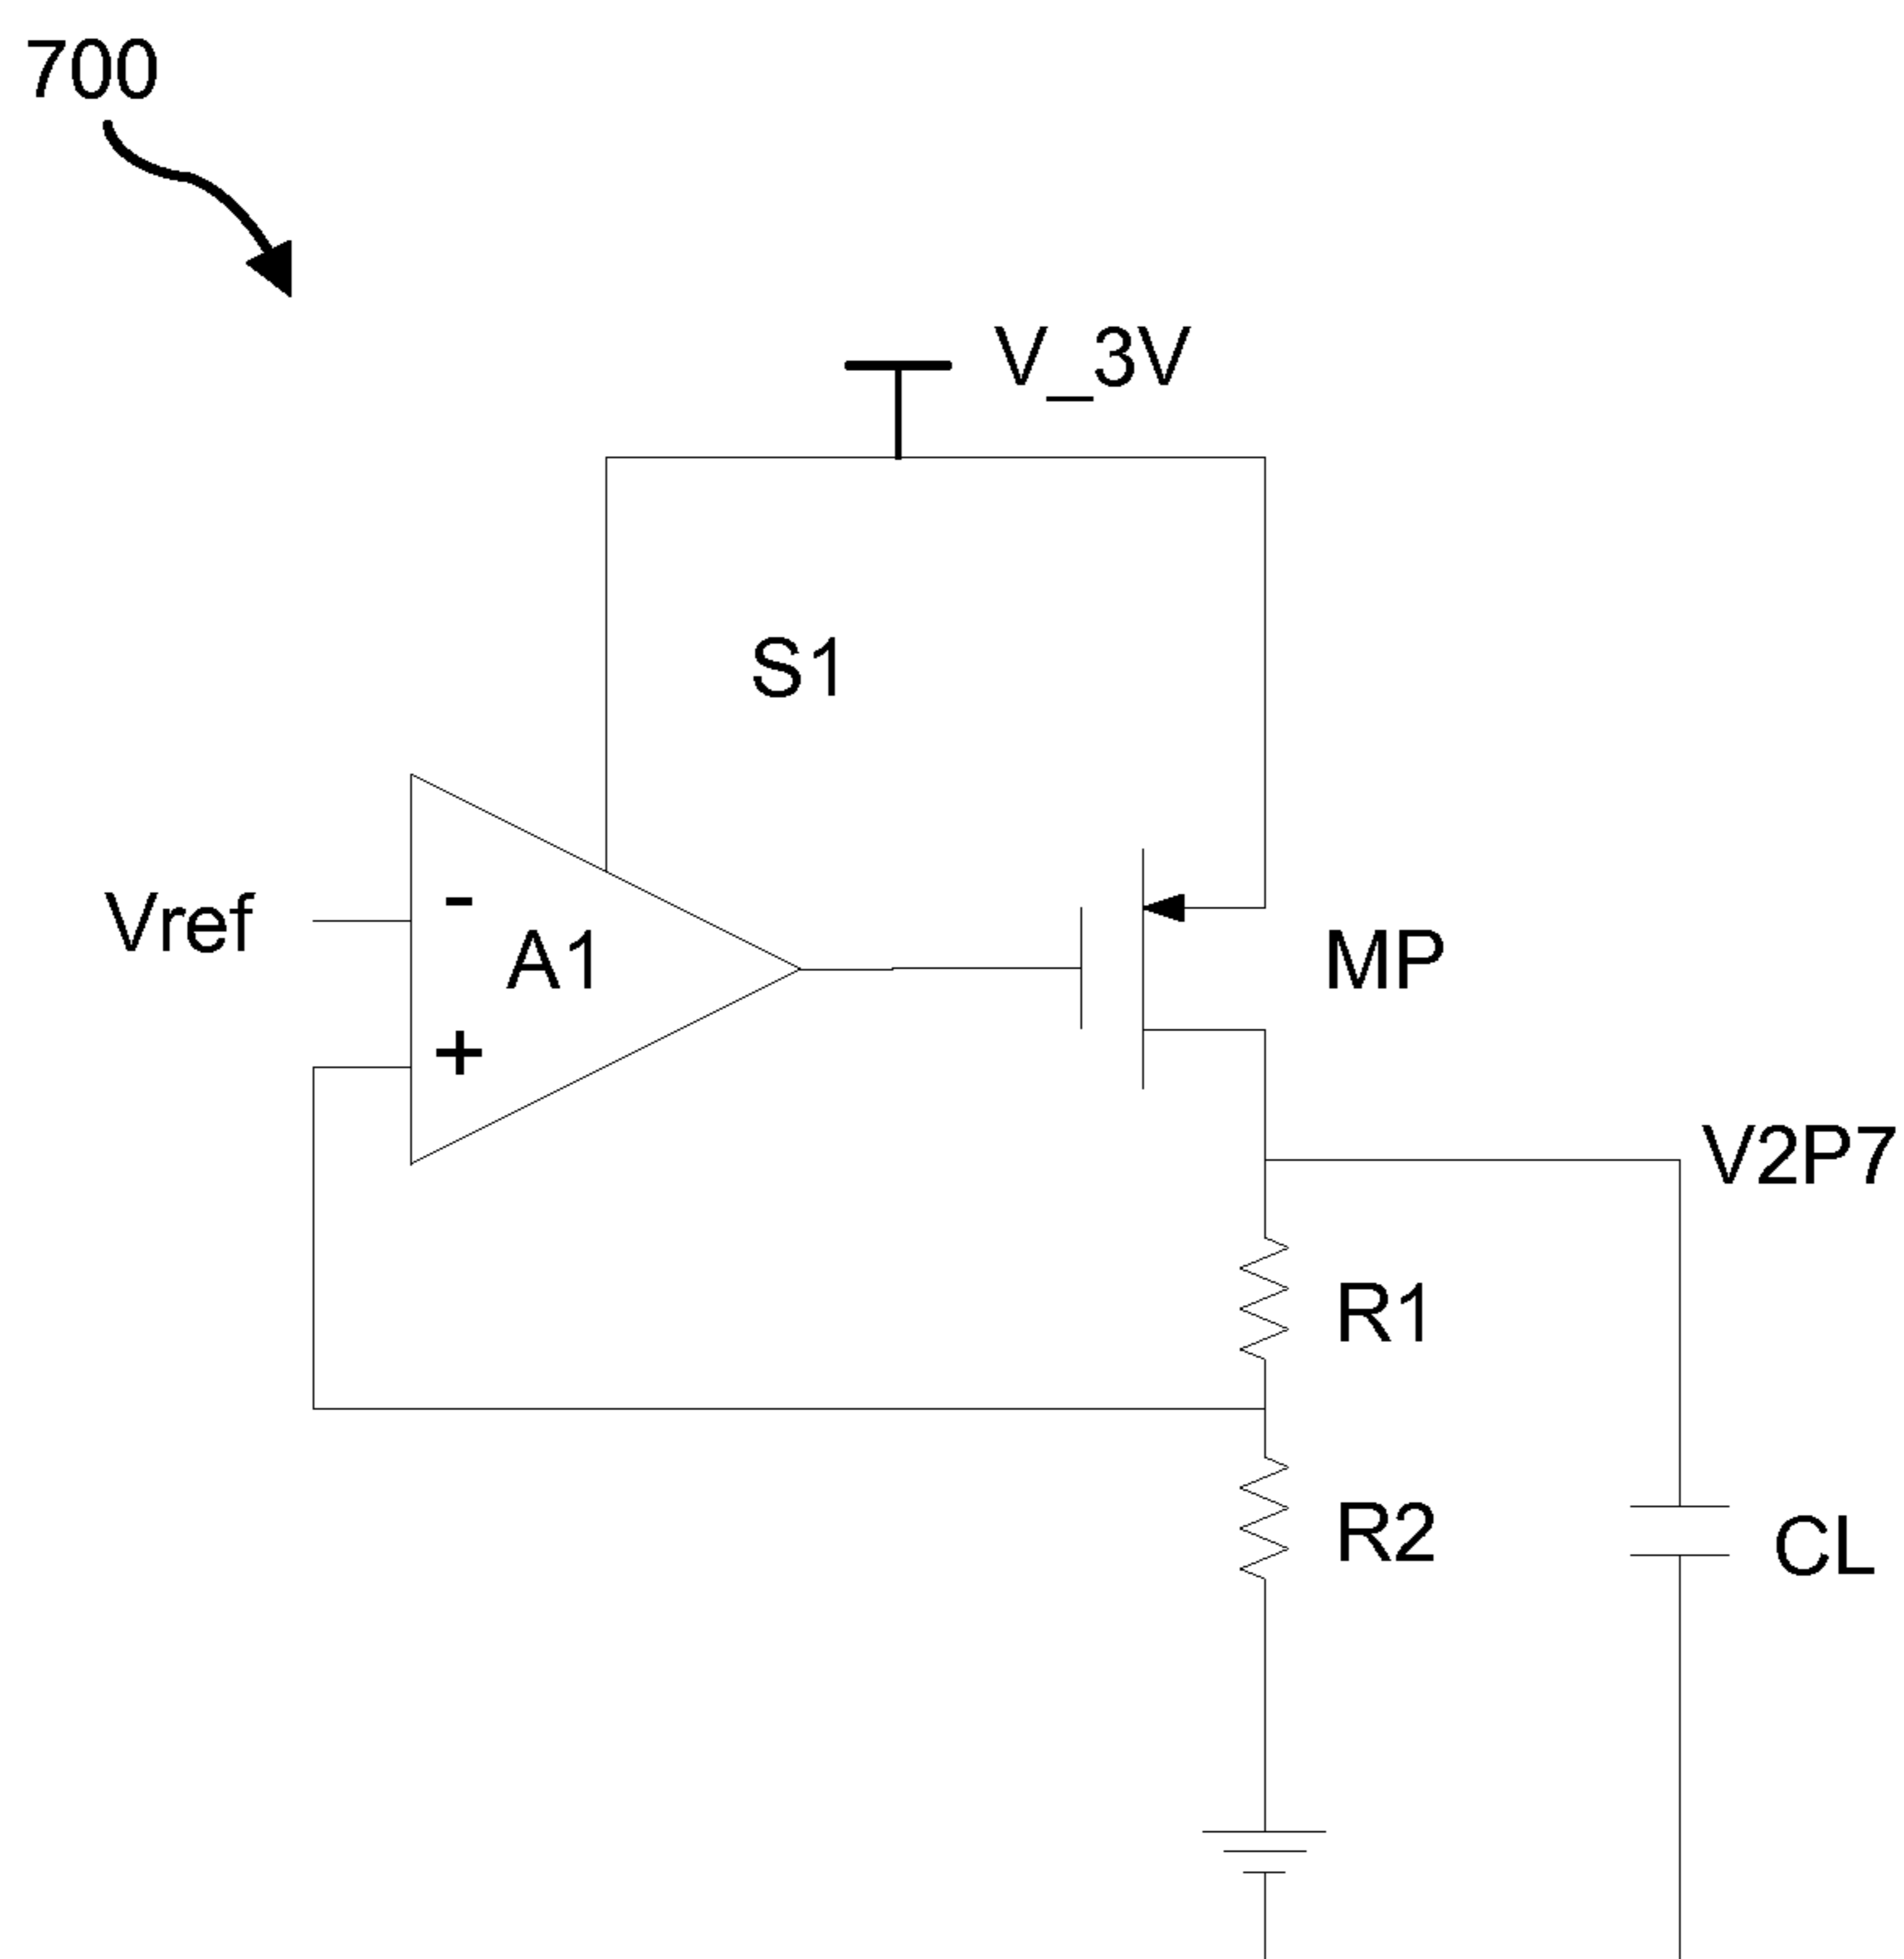 700
V_3V
S1
Vref
-
A1
+
MP
V2P7
R1
R2
CL